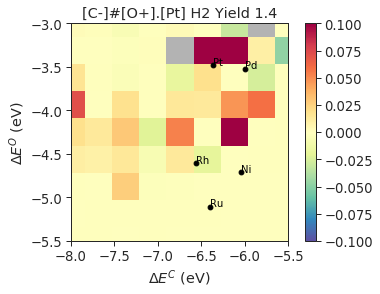 [C-]#[O+].[Pt] H2 Yield 1.4
−3.0
−3.5
−4.0
−4.5
−5.0
−5.5
ΔE^O (eV)
Pt
Pd
Rh
Ni
Ru
−8.0 −7.5 −7.0 −6.5 −6.0 −5.5
ΔE^C (eV)
0.100
0.075
0.050
0.025
0.000
−0.025
−0.050
−0.075
−0.100